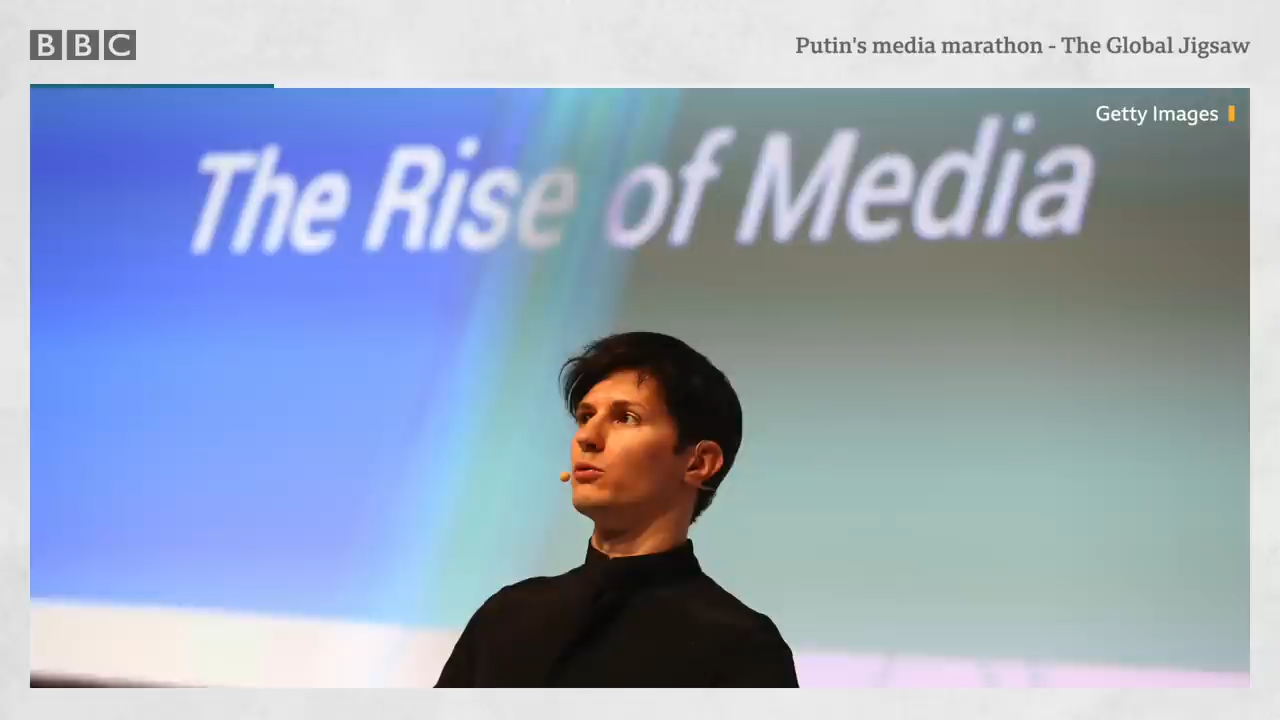 BBC
Putin's media marathon - The Global Jigsaw
Getty Images
The Rise of Media